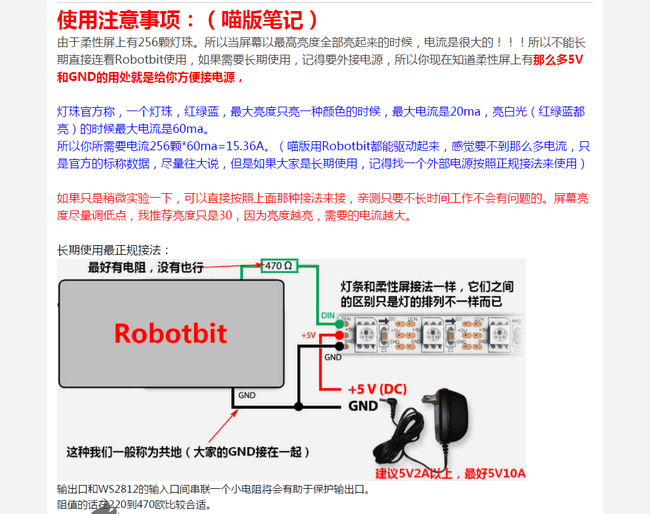 使用注意事项：（喵版笔记）
由于柔性屏上有256颗灯珠。所以当屏幕以最高亮度全部亮起来的时候，电流是很大的！！！所以不能长
期直接连着Robotbit使用，如果需要长期使用，记得要外接电源，所以你现在知道柔性屏上有那么多5V
和GND的用处就是给你方便接电源，
灯珠官方称，一个灯珠，红绿蓝，最大亮度只亮一种颜色的时候，最大电流是20ma，亮白光（红绿蓝都
亮）的时候最大电流是60ma。
所以你所需要电流256颗*60ma=15.36A。（喵版用Robotbit都能驱动起来，感觉要不到那么多电流，只
是官方的标称数据，尽量往大说，但是如果大家是长期使用，记得找一个外部电源按照正规接法来使用）
如果只是稍微实验一下，可以直接按照上面那种接法来接，亲测只要不长时间工作不会有问题的。屏幕亮
度尽量调低点，我推荐亮度只是30，因为亮度越亮，需要的电流越大。
长期使用最正规接法：
最好有电阻，没有也行
470 Ω
灯条和柔性屏接法一样，它们之间
的区别只是灯的排列不一样而已
Robotbit
DIN
+5V
GND
GND
+5 V (DC)
GND
这种我们一般称为共地（大家的GND接在一起）
建议5V2A以上，最好5V10A
输出口和WS2812的输入口间串联一个小电阻将会有助于保护输出口。
阻值的话在220到470欧比较合适。